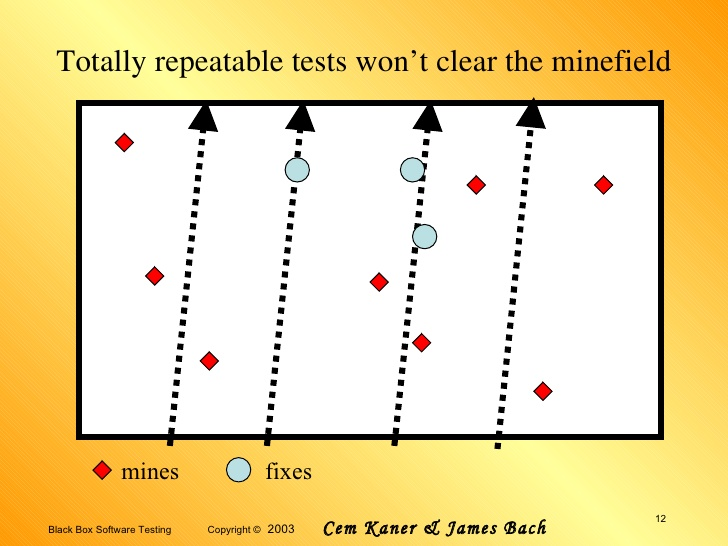 Totally repeatable tests won’t clear the minefield
mines fixes
12
Black Box Software Testing Copyright © 2003 Cem Kaner & James Bach